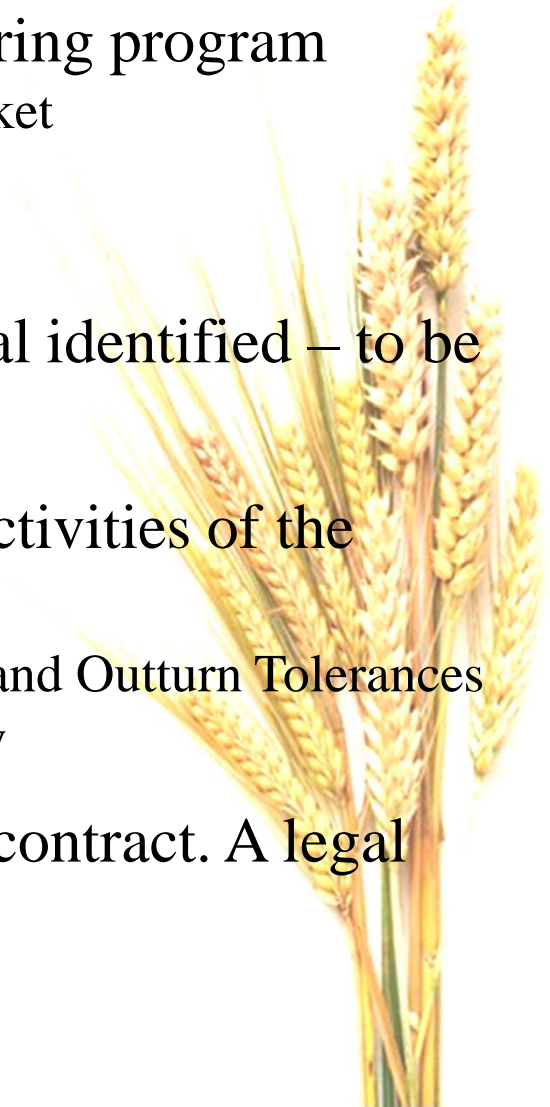 ring program
ket
al identified – to be
ctivities of the
and Outturn Tolerances
y
contract. A legal